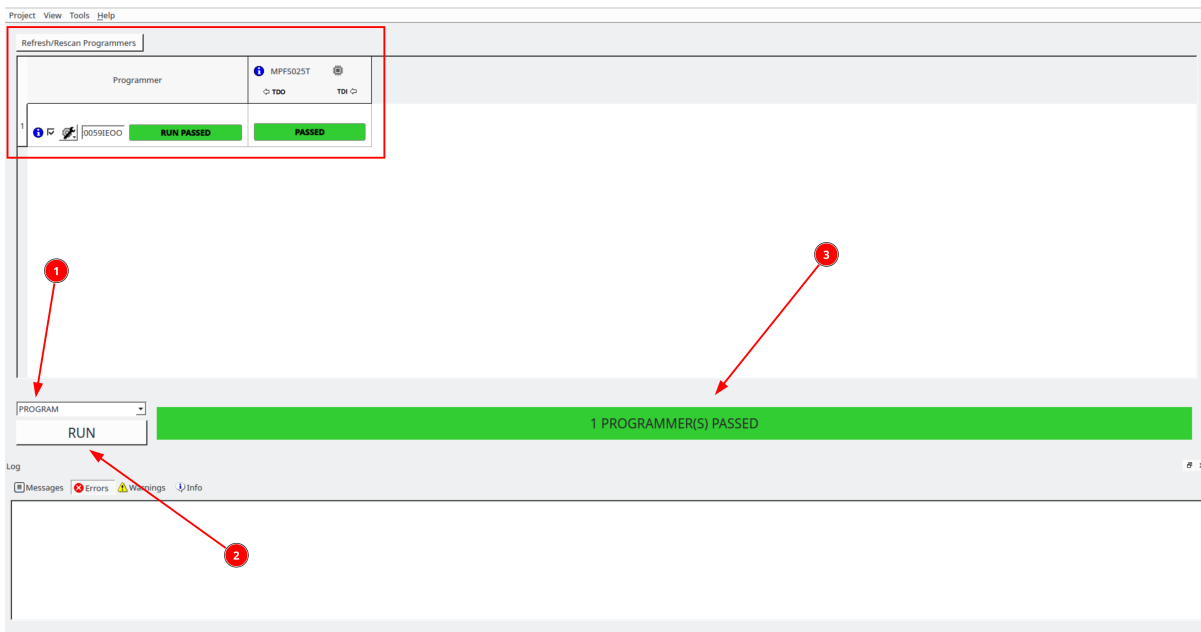 Project View Tools Help
Refresh/Rescan Programmers
Programmer
MPFS025T
TDO TDI
1
0059IEOO RUN PASSED PASSED
3
1
PROGRAM
RUN
1 PROGRAMMER(S) PASSED
Log
Messages Errors Warnings Info
2